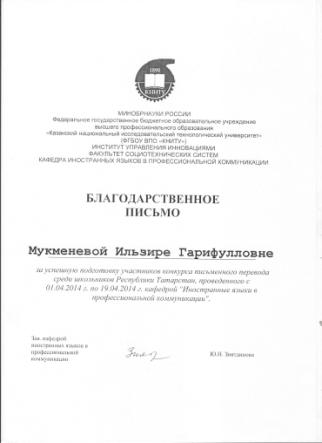 1890
КНИТУ
МИНОБРНАУКИ РОССИИ
Федеральное государственное бюджетное образовательное учреждение
высшего профессионального образования
«Казанский национальный исследовательский технологический университет»
(ФГБОУ ВПО «КНИТУ»)
ИНСТИТУТ УПРАВЛЕНИЯ ИННОВАЦИЯМИ
ФАКУЛЬТЕТ СОЦИОТЕХНИЧЕСКИХ СИСТЕМ
КАФЕДРА ИНОСТРАННЫХ ЯЗЫКОВ В ПРОФЕССИОНАЛЬНОЙ КОММУНИКАЦИИ
БЛАГОДАРСТВЕННОЕ
ПИСЬМО
Мукменевой Ильзире Гарифулловне
за успешную подготовку участников конкурса письменного перевода
среди школьников Республики Татарстан, проведенного с
01.04.2014 г. по 19.04.2014 г. кафедрой "Иностранные языки в
профессиональной коммуникации".
Зав. кафедрой
иностранных языков в
профессиональной
коммуникации
Ю.Н. Зиятдинова